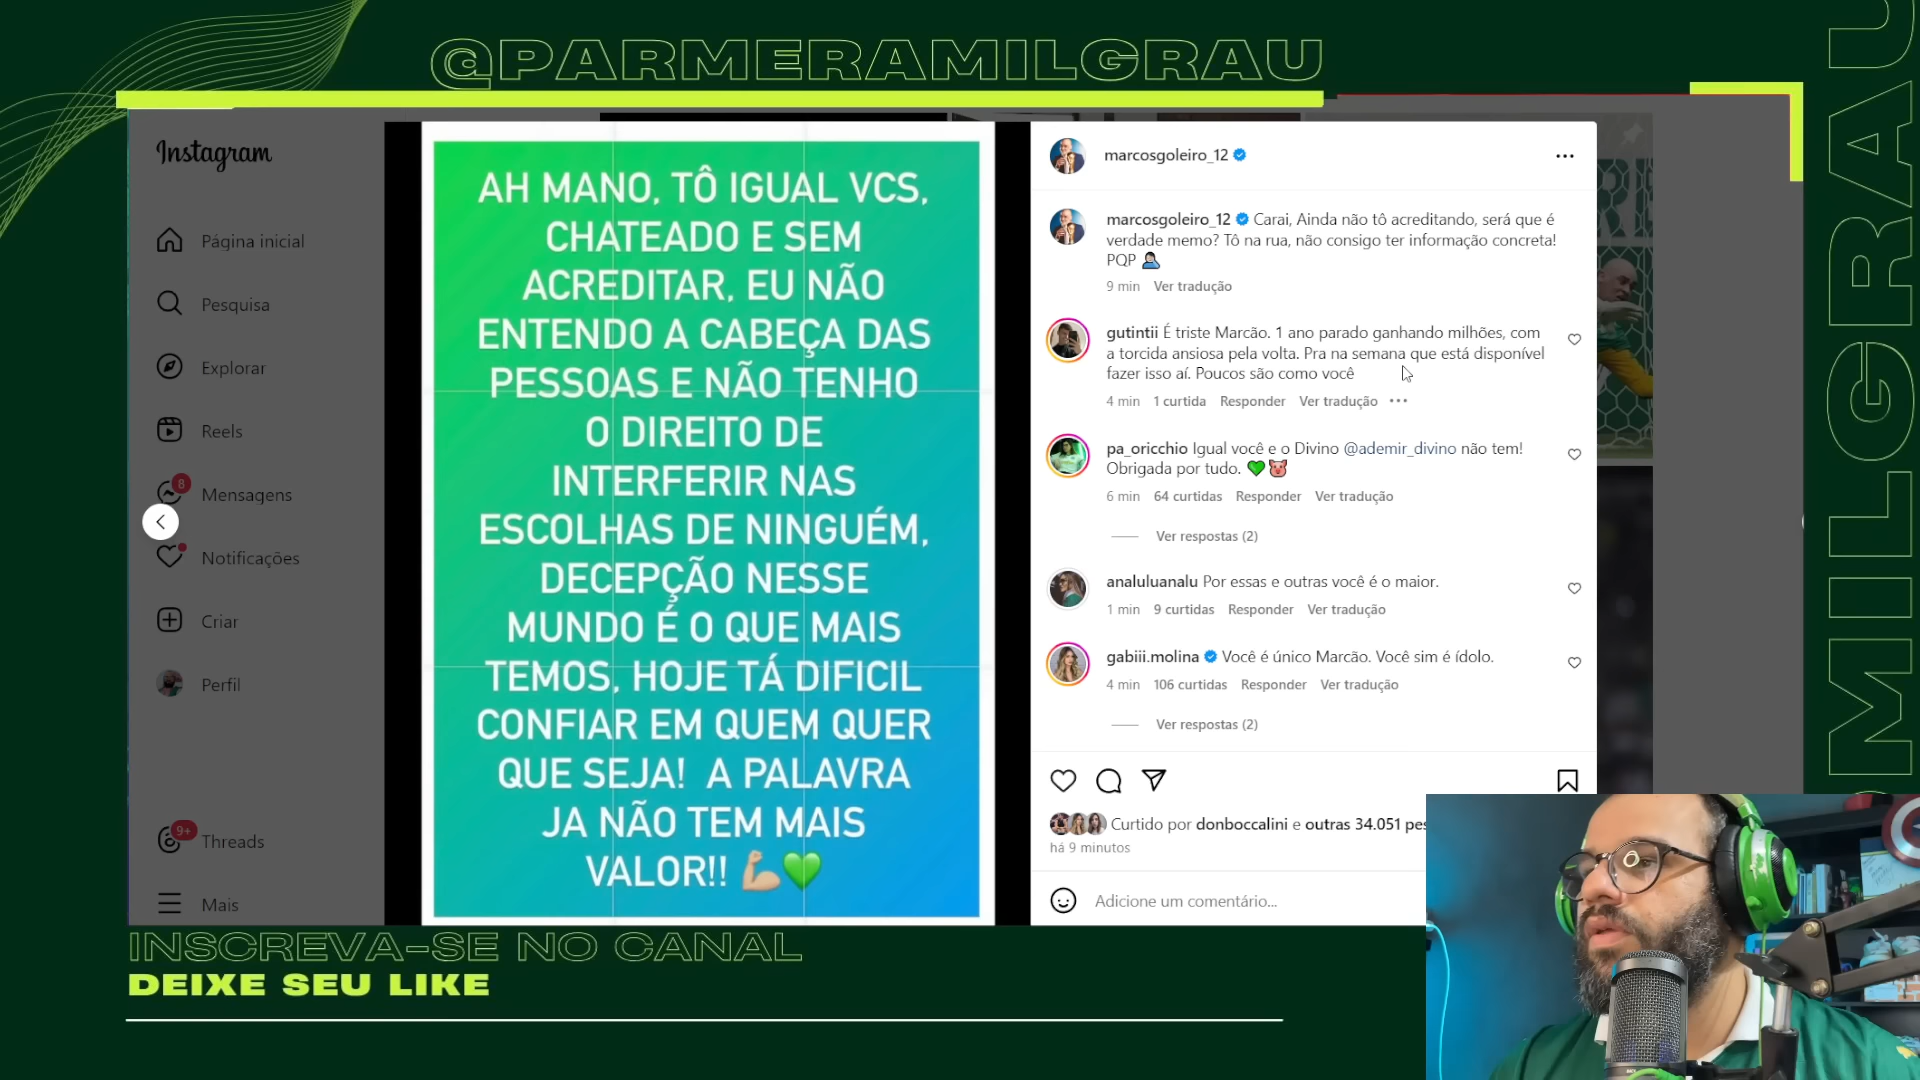 @PARMERAMILGRAU
Instagram
Página inicial
Pesquisa
Explorar
Reels
8
Mensagens
Notificações
Criar
Perfil
9+
Threads
Mais
AH MANO, TÔ IGUAL VCS,
CHATEADO E SEM
ACREDITAR, EU NÃO
ENTENDO A CABEÇA DAS
PESSOAS E NÃO TENHO
O DIREITO DE
INTERFERIR NAS
ESCOLHAS DE NINGUÉM,
DECEPÇÃO NESSE
MUNDO É O QUE MAIS
TEMOS, HOJE TÁ DIFICIL
CONFIAR EM QUEM QUER
QUE SEJA! A PALAVRA
JA NÃO TEM MAIS
VALOR!! 💪🏼💚
marcosgoleiro_12
marcosgoleiro_12 Carai, Ainda não tô acreditando, será que é
verdade memo? Tô na rua, não consigo ter informação concreta!
PQP 🤦🏻‍♂️
9 min Ver tradução
gutintii É triste Marcão. 1 ano parado ganhando milhões, com
a torcida ansiosa pela volta. Pra na semana que está disponível
fazer isso aí. Poucos são como você
4 min 1 curtida Responder Ver tradução
pa_oricchio Igual você e o Divino @ademir_divino não tem!
Obrigada por tudo. 💚🐷
6 min 64 curtidas Responder Ver tradução
Ver respostas (2)
analuluanalu Por essas e outras você é o maior.
1 min 9 curtidas Responder Ver tradução
gabiii.molina Você é único Marcão. Você sim é ídolo.
4 min 106 curtidas Responder Ver tradução
Ver respostas (2)
Curtido por donboccalini e outras 34.051 pes
há 9 minutos
Adicione um comentário...
INSCREVA-SE NO CANAL
DEIXE SEU LIKE
MILGRAU